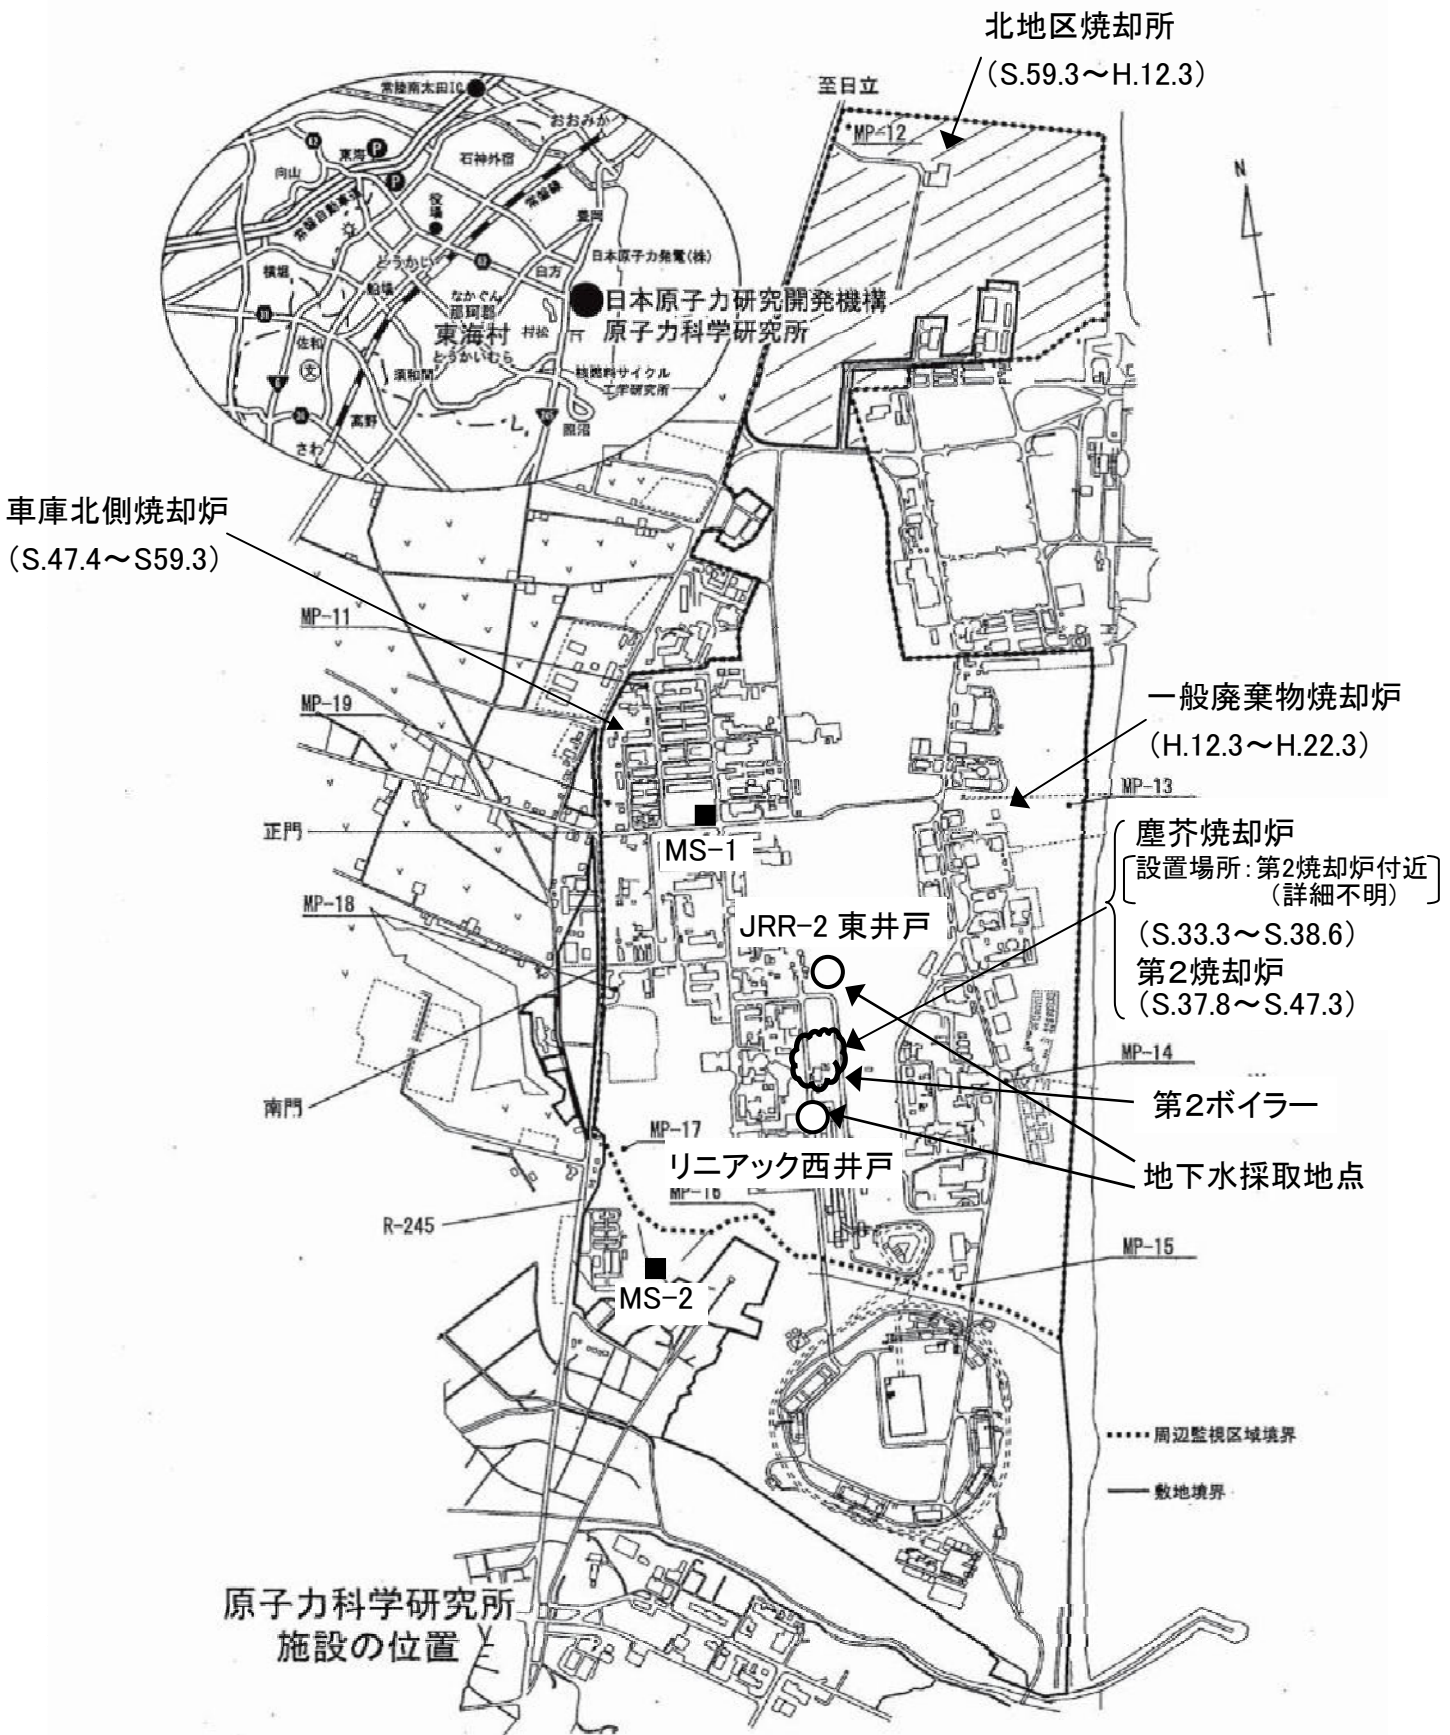 北地区焼却所
（S.59.3～H.12.3）
至日立
MP-12
N
常陸南太田IC
おおみか
東海
P
石神外宿
向山
P
常磐自動車道
役場
常磐線
豊岡
日本原子力発電(株)
とうかい
白方
横堀
船場
なかぐん
那珂郡
日本原子力研究開発機構
東海村
村松
原子力科学研究所
とうかいむら
佐和
文
須和間
核燃料サイクル
工学研究所
6
245
高野
照沼
さわ
車庫北側焼却炉
（S.47.4～S59.3）
MP-11
MP-19
一般廃棄物焼却炉
（H.12.3～H.22.3）
MP-13
正門
MS-1
塵芥焼却炉
設置場所：第2焼却炉付近
（詳細不明）
（S.33.3～S.38.6）
第2焼却炉
（S.37.8～S.47.3）
MP-18
JRR-2 東井戸
MP-14
第2ボイラー
南門
MP-17
リニアック西井戸
地下水採取地点
MP-16
R-245
MP-15
MS-2
周辺監視区域境界
敷地境界
原子力科学研究所
施設の位置